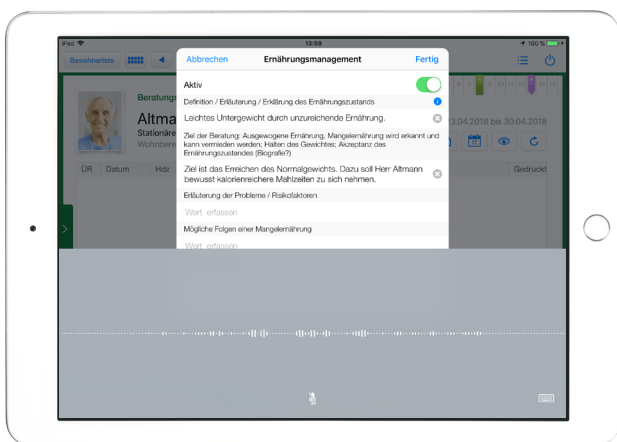 iPad
13:59
100 %
Bewohnerliste
Abbrechen
Ernährungsmanagement
Fertig
Beratungs
Altma
Stationäre
Wohnbere
Aktiv
Definition / Erläuterung / Erklärung des Ernährungszustands
Leichtes Untergewicht durch unzureichende Ernährung.
Ziel der Beratung: Ausgewogene Ernährung, Mangelernährung wird erkannt und
kann vermieden werden; Halten des Gewichtes; Akzeptanz des
Ernährungszustandes (Biografie?)
Ziel ist das Erreichen des Normalgewichts. Dazu soll Herr Altmann
bewusst kalorienreichere Mahlzeiten zu sich nehmen.
Erläuterung der Probleme / Risikofaktoren
Wert erfassen
Mögliche Folgen einer Mangelernährung
Wert erfassen
3.04.2018 bis 30.04.2018
ÜR
Datum
Hdz
Gedruckt